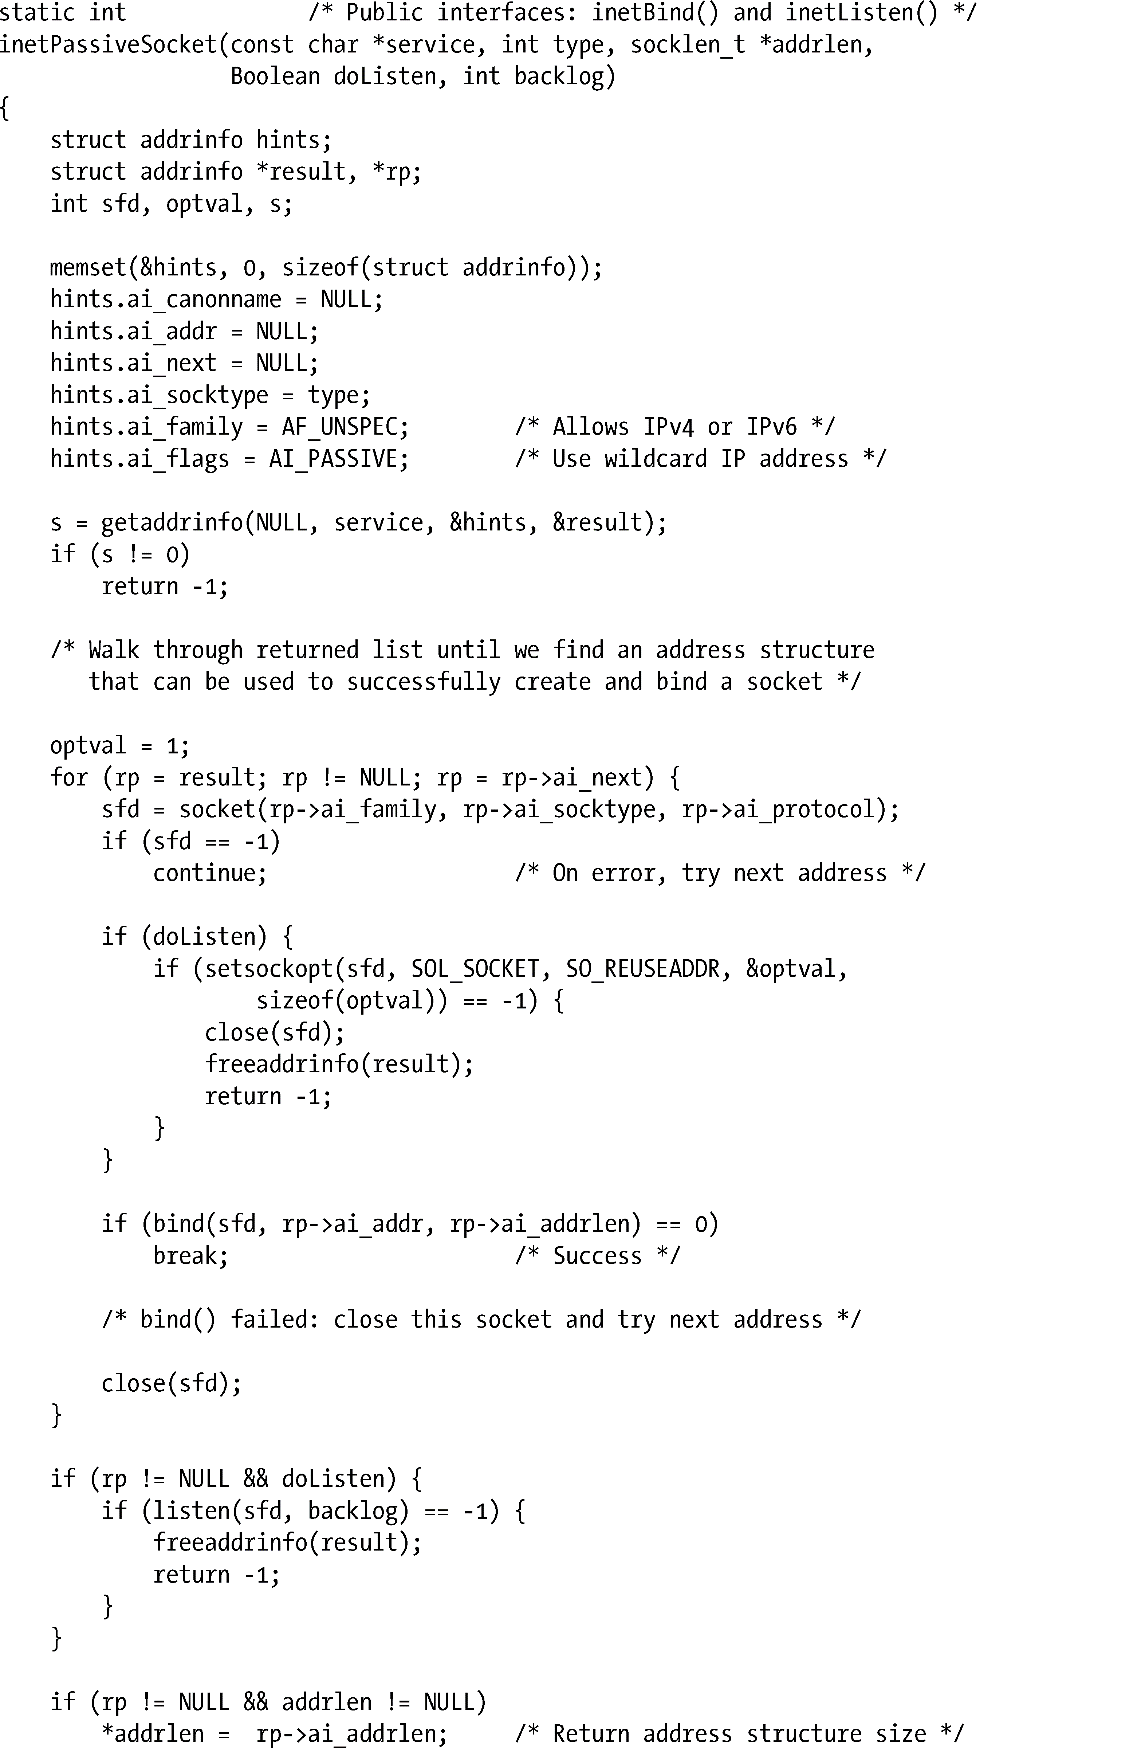 static int              /* Public interfaces: inetBind() and inetListen() */
inetPassiveSocket(const char *service, int type, socklen_t *addrlen,
                  Boolean doListen, int backlog)
{
    struct addrinfo hints;
    struct addrinfo *result, *rp;
    int sfd, optval, s;

    memset(&hints, 0, sizeof(struct addrinfo));
    hints.ai_canonname = NULL;
    hints.ai_addr = NULL;
    hints.ai_next = NULL;
    hints.ai_socktype = type;
    hints.ai_family = AF_UNSPEC;        /* Allows IPv4 or IPv6 */
    hints.ai_flags = AI_PASSIVE;        /* Use wildcard IP address */

    s = getaddrinfo(NULL, service, &hints, &result);
    if (s != 0)
        return -1;

    /* Walk through returned list until we find an address structure
       that can be used to successfully create and bind a socket */

    optval = 1;
    for (rp = result; rp != NULL; rp = rp->ai_next) {
        sfd = socket(rp->ai_family, rp->ai_socktype, rp->ai_protocol);
        if (sfd == -1)
            continue;                   /* On error, try next address */

        if (doListen) {
            if (setsockopt(sfd, SOL_SOCKET, SO_REUSEADDR, &optval,
                    sizeof(optval)) == -1) {
                close(sfd);
                freeaddrinfo(result);
                return -1;
            }
        }

        if (bind(sfd, rp->ai_addr, rp->ai_addrlen) == 0)
            break;                      /* Success */

        /* bind() failed: close this socket and try next address */

        close(sfd);
    }

    if (rp != NULL && doListen) {
        if (listen(sfd, backlog) == -1) {
            freeaddrinfo(result);
            return -1;
        }
    }

    if (rp != NULL && addrlen != NULL)
        *addrlen =  rp->ai_addrlen;     /* Return address structure size */